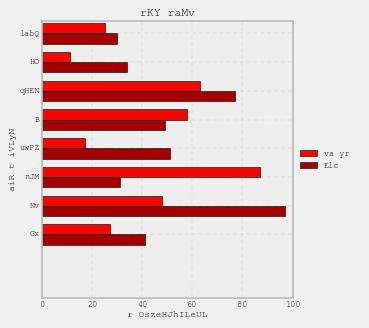 rKY raMv
labQ
HO
qHEN
B
uwPZ
nJM
Nv
Gx
aiR t iVLyN
0 20 40 60 80 100
r OszeHJhILeUL
va yr
Elc